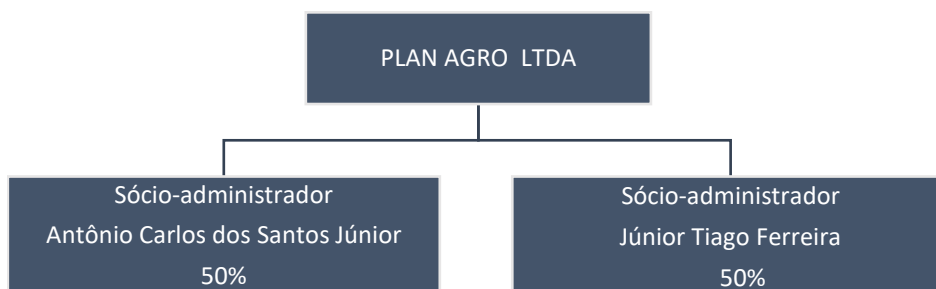 PLAN AGRO LTDA
Sócio-administrador
Antônio Carlos dos Santos Júnior
50%
Sócio-administrador
Júnior Tiago Ferreira
50%